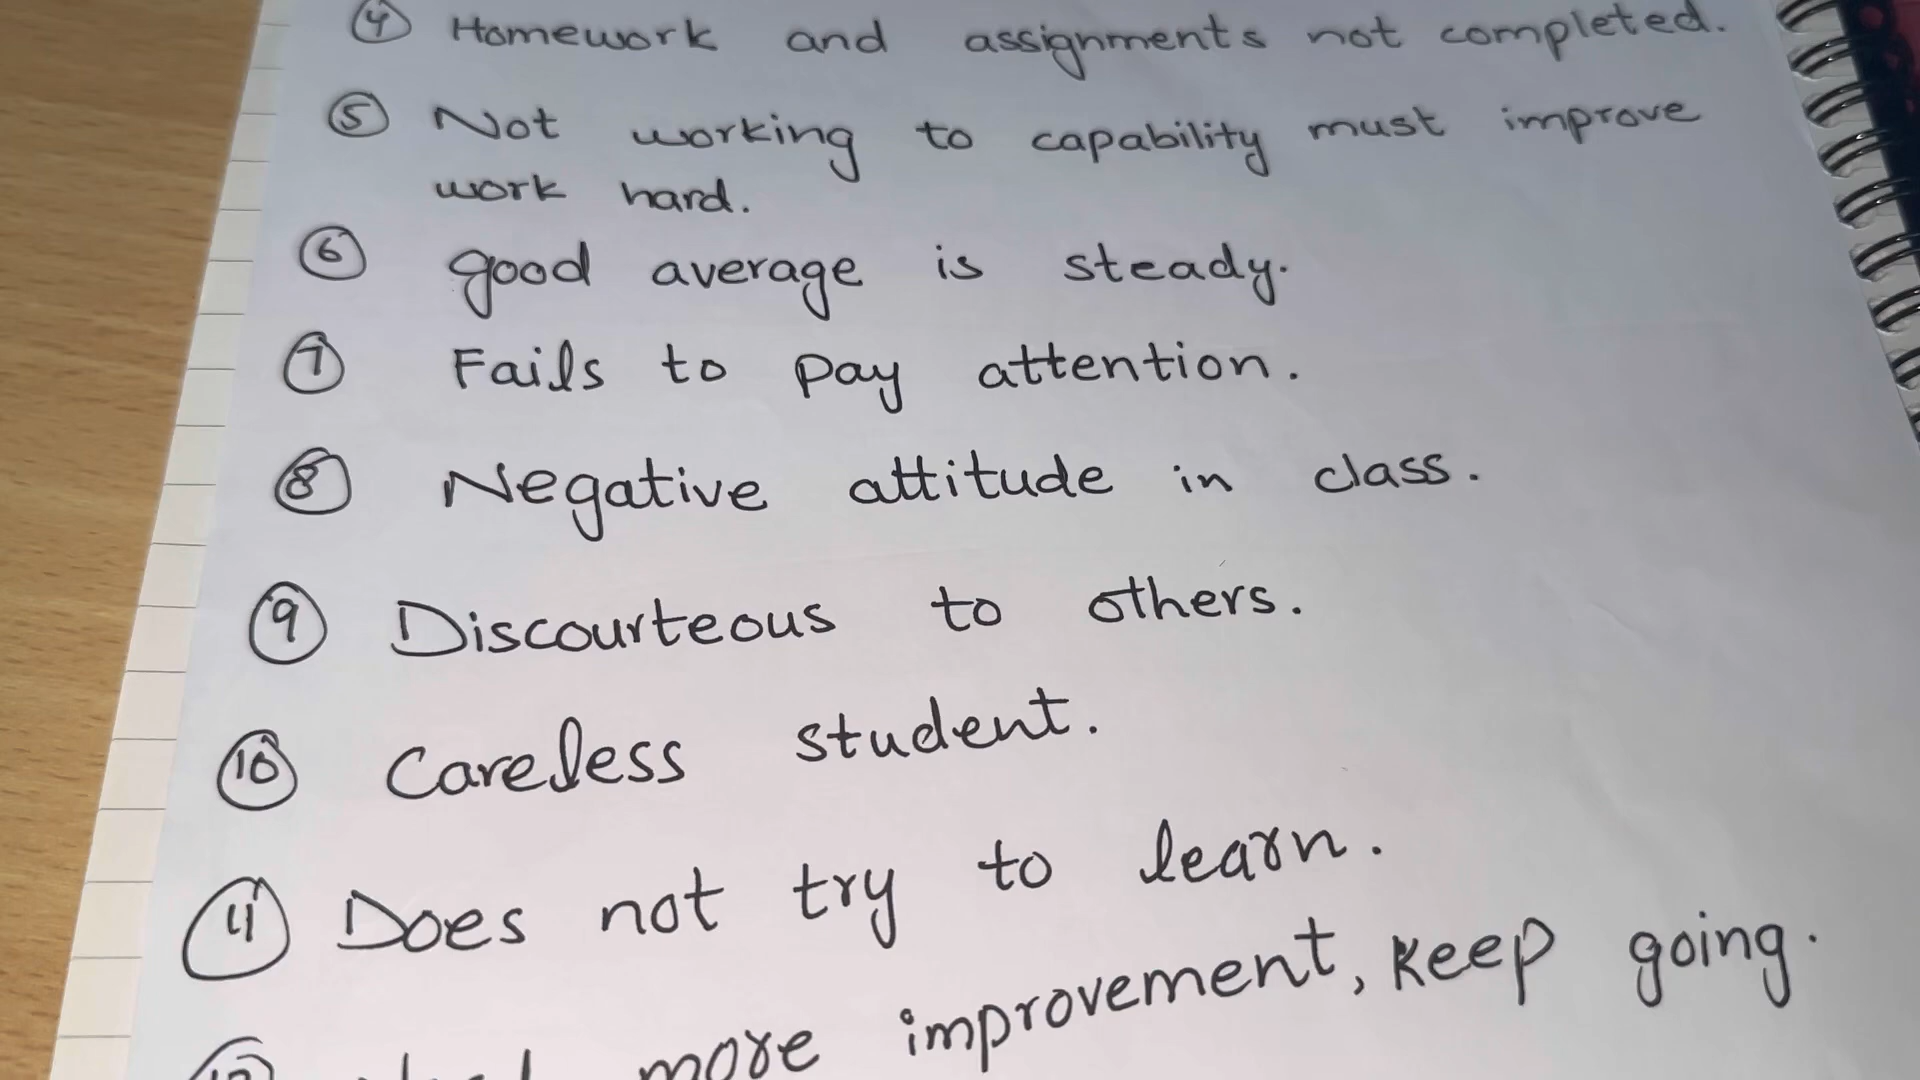 ④ Homework and assignments not completed.
⑤ Not working to capability must improve
work hard.
⑥ good average is steady.
⑦ Fails to pay attention.
⑧ Negative attitude in class.
⑨ Discourteous to others.
⑩ Careless student.
⑪ Does not try to learn.
more improvement, keep going.